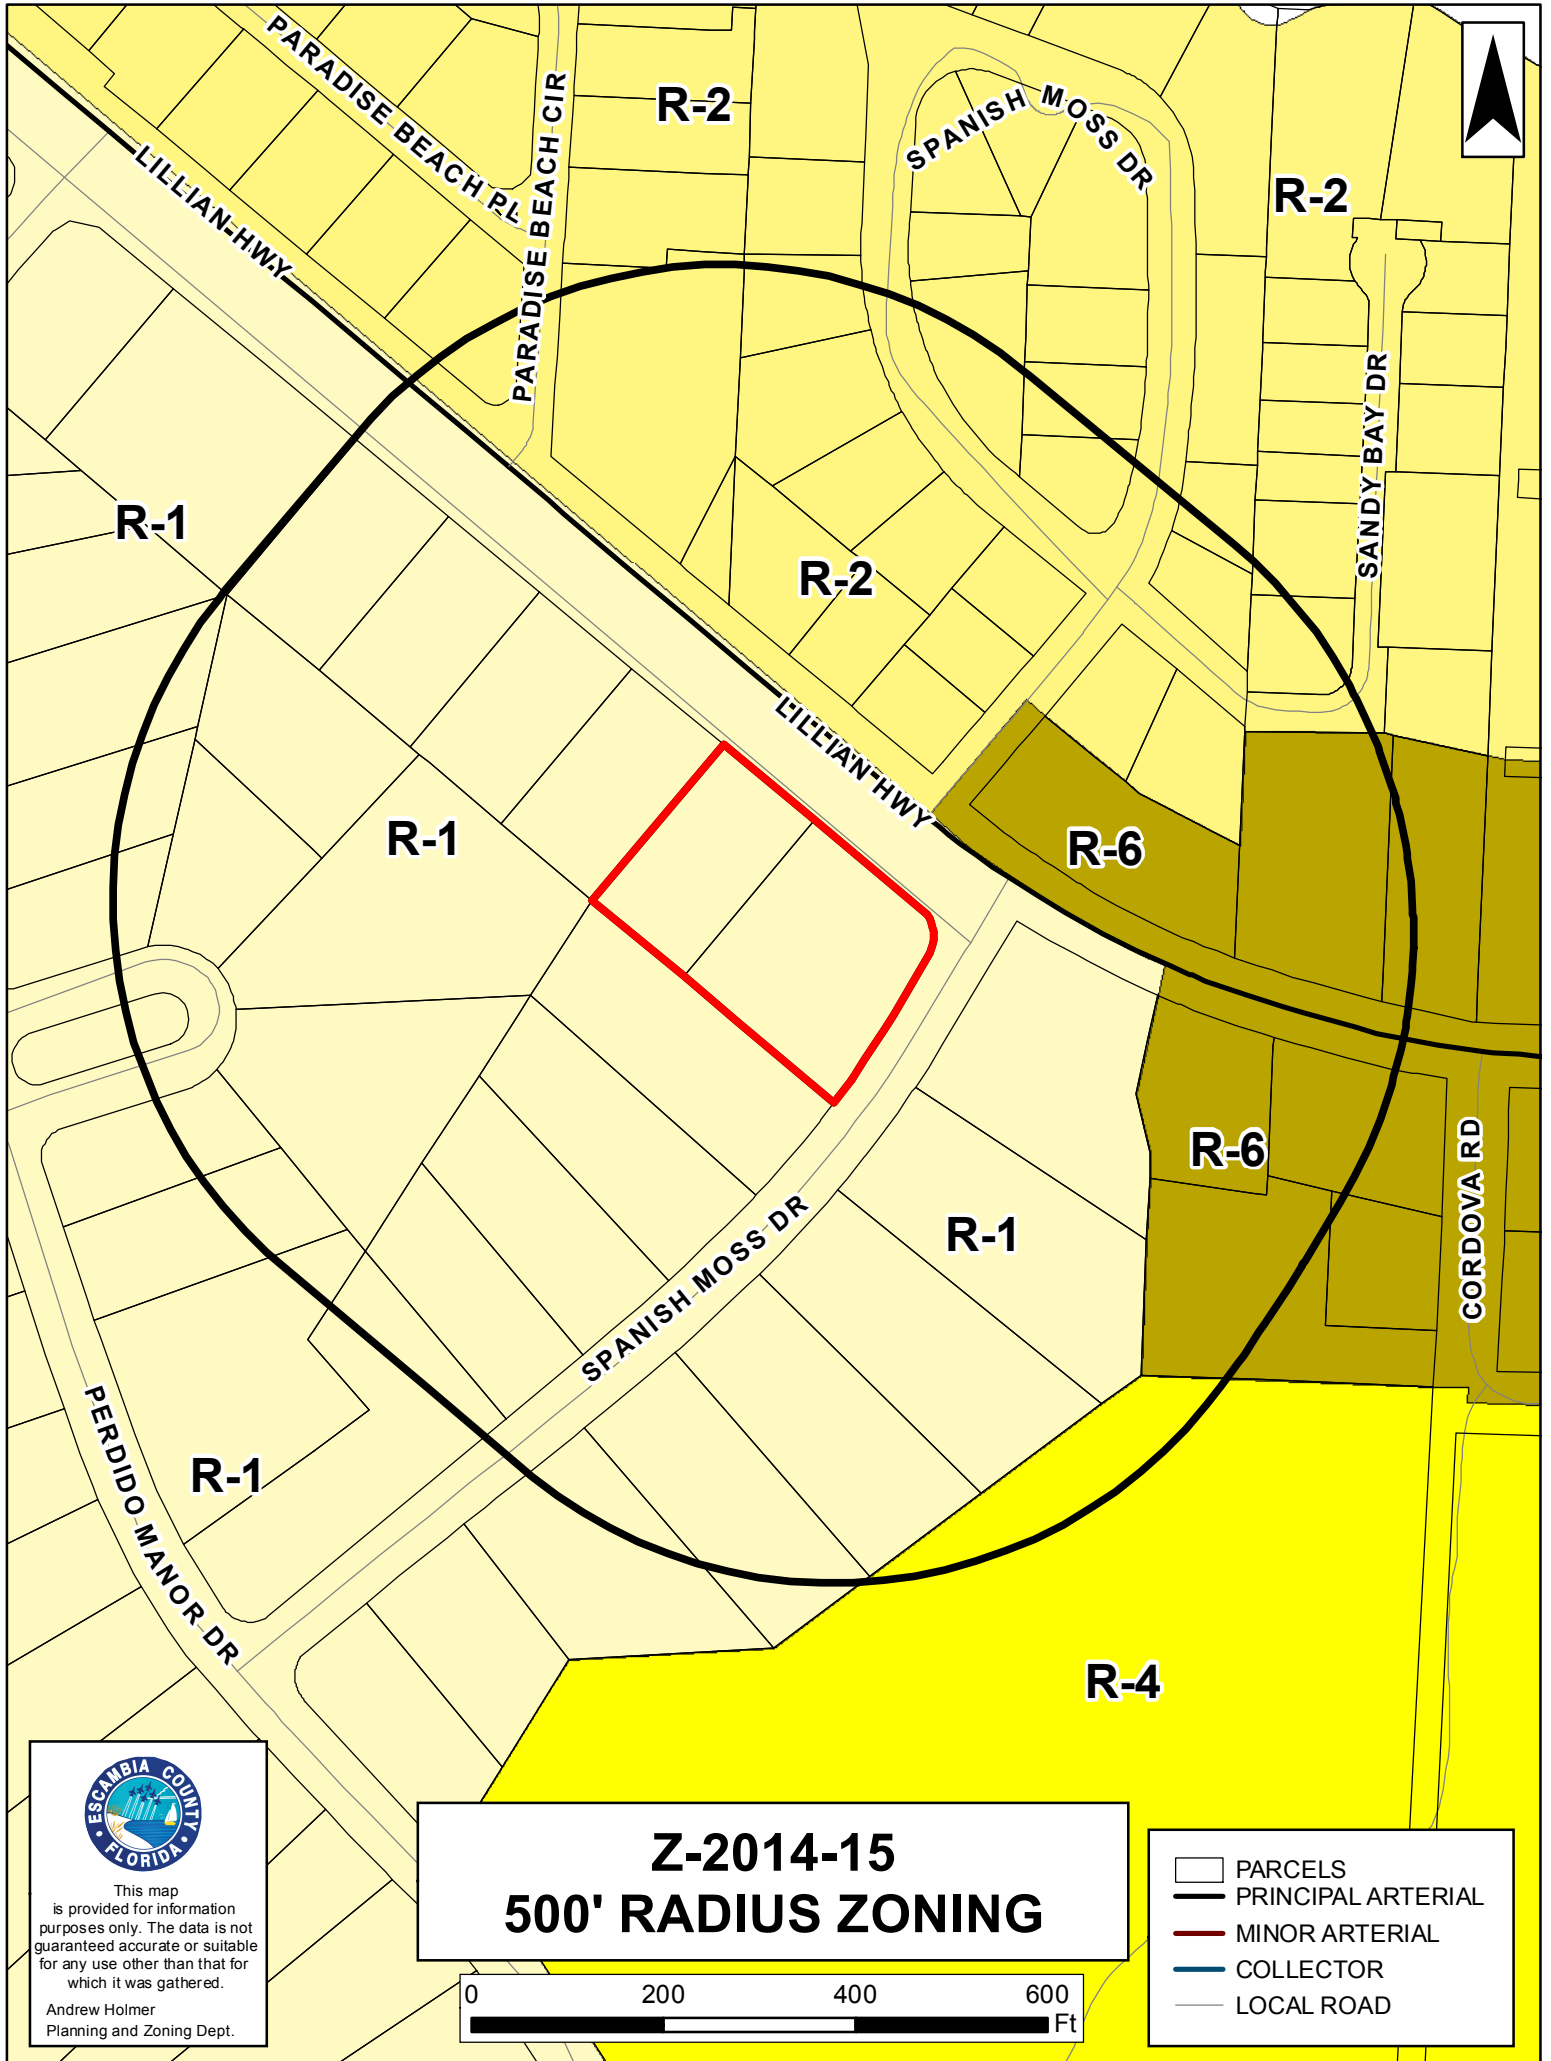 PARADISE BEACH PL
PARADISE BEACH CIR
R-2
SPANISH MOSS DR
R-2
LILLIAN HWY
SANDY BAY DR
R-1
R-2
LILLIAN HWY
R-1
R-6
R-6
CORDOVA RD
R-1
SPANISH MOSS DR
PERDIDO MANOR DR
R-1
R-4
ESCAMBIA COUNTY
FLORIDA
This map
is provided for information
purposes only. The data is not
guaranteed accurate or suitable
for any use other than that for
which it was gathered.
Andrew Holmer
Planning and Zoning Dept.
Z-2014-15
500' RADIUS ZONING
0 200 400 600
Ft
PARCELS
PRINCIPAL ARTERIAL
MINOR ARTERIAL
COLLECTOR
LOCAL ROAD